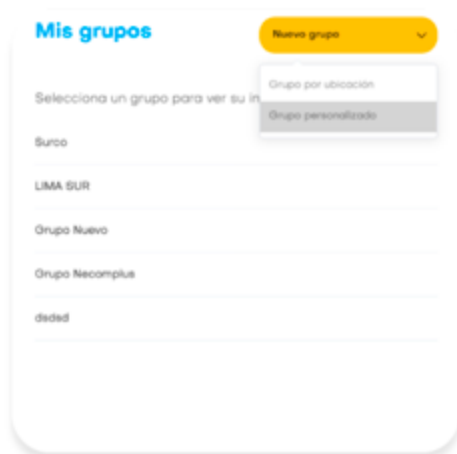 Mis grupos
Nuevo grupo
Grupo por ubicación
Selecciona un grupo para ver su in
Grupo personalizado
Surco
LIMA SUR
Grupo Nuevo
Grupo Necomplus
dsdsd